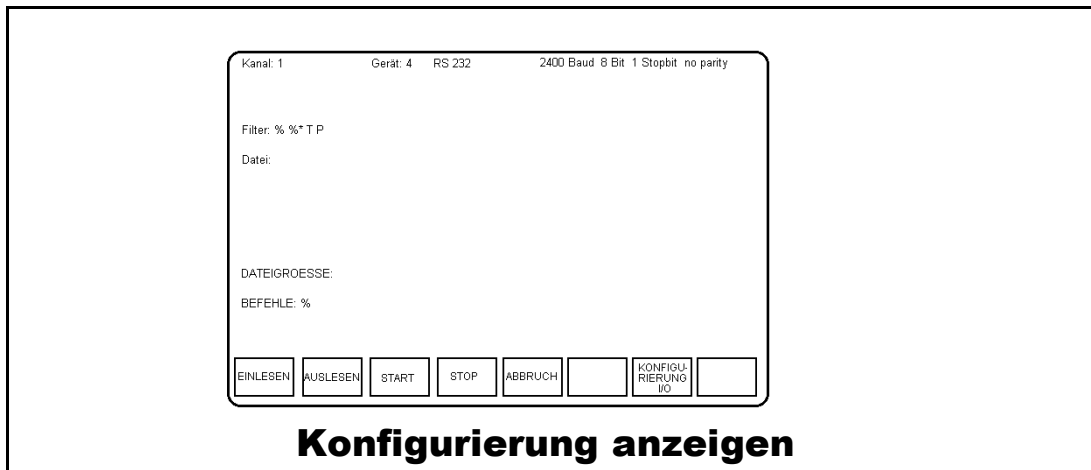 Kanal: 1 Gerät: 4 RS 232 2400 Baud 8 Bit 1 Stopbit no parity
Filter: % %* T P
Datei:
DATEIGROESSE:
BEFEHLE: %
EINLESEN AUSLESEN START STOP ABBRUCH KONFIGU-
RIERUNG
I/O
Konfigurierung anzeigen